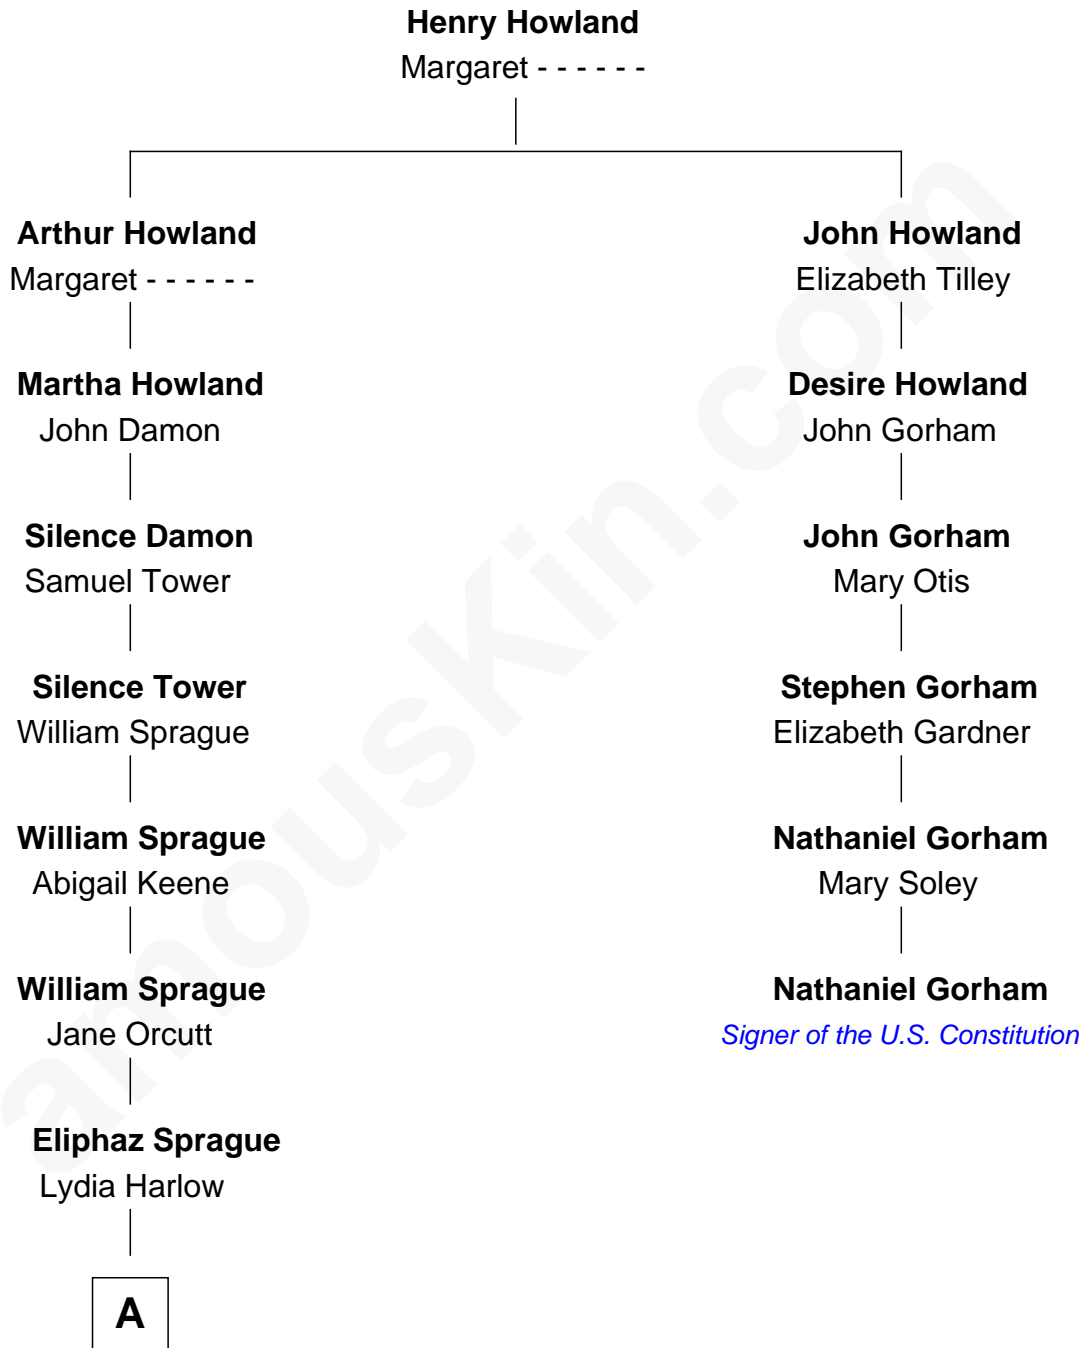 Henry Howland
Margaret - - - - - -
Arthur Howland
Margaret - - - - - -
John Howland
Elizabeth Tilley
Martha Howland
John Damon
Desire Howland
John Gorham
Silence Damon
Samuel Tower
John Gorham
Mary Otis
Silence Tower
William Sprague
Stephen Gorham
Elizabeth Gardner
William Sprague
Abigail Keene
Nathaniel Gorham
Mary Soley
William Sprague
Jane Orcutt
Nathaniel Gorham
Signer of the U.S. Constitution
Eliphaz Sprague
Lydia Harlow
A
amouskin.com